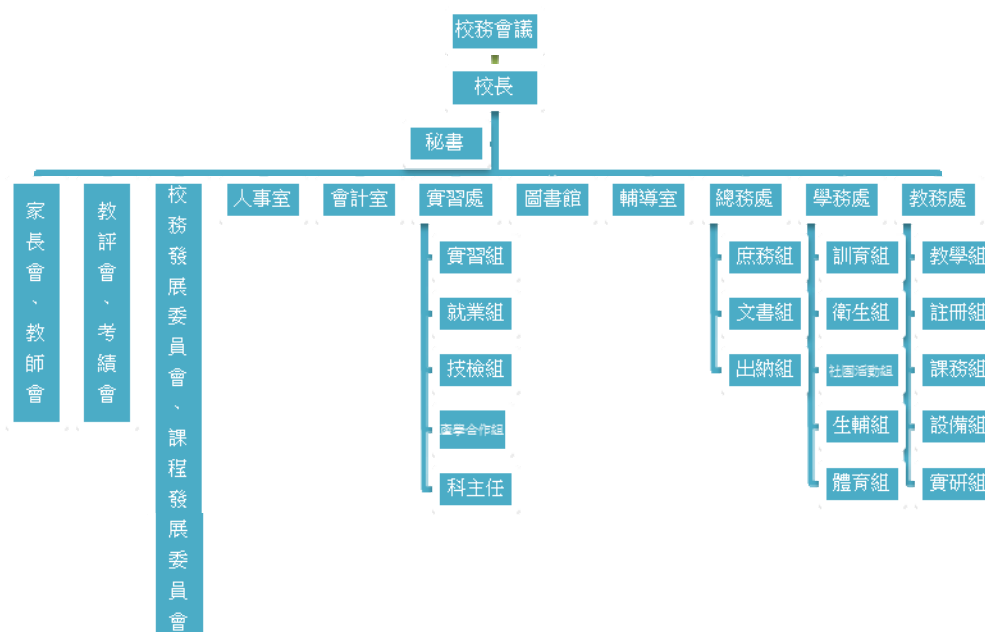 校務會議
校長
秘書
家長會、教師會
教評會、考績會
校務發展委員會、課程發展委員會
人事室
會計室
實習處
實習組
就業組
技檢組
產學合作組
科主任
圖書館
輔導室
總務處
庶務組
文書組
出納組
學務處
訓育組
衛生組
社團活動組
生輔組
體育組
教務處
教學組
註冊組
課務組
設備組
實研組